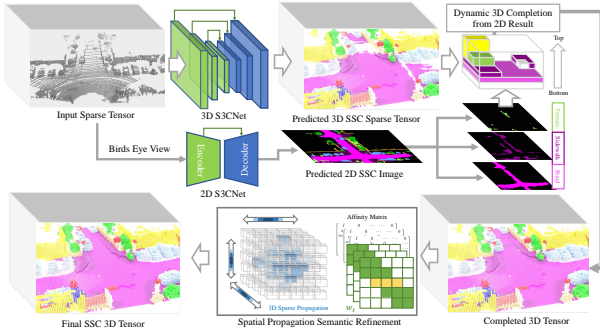 Dynamic 3D Completion
from 2D Result
Top
Bottom
Input Sparse Tensor
3D S3CNet
Predicted 3D SSC Sparse Tensor
Terrain
Sidewalk
Road
Birds Eye View
Encoder
Decoder
2D S3CNet
Predicted 2D SSC Image
Affinity Matrix
3D Sparse Propagation
Final SSC 3D Tensor
Spatial Propagation Semantic Refinement
Completed 3D Tensor